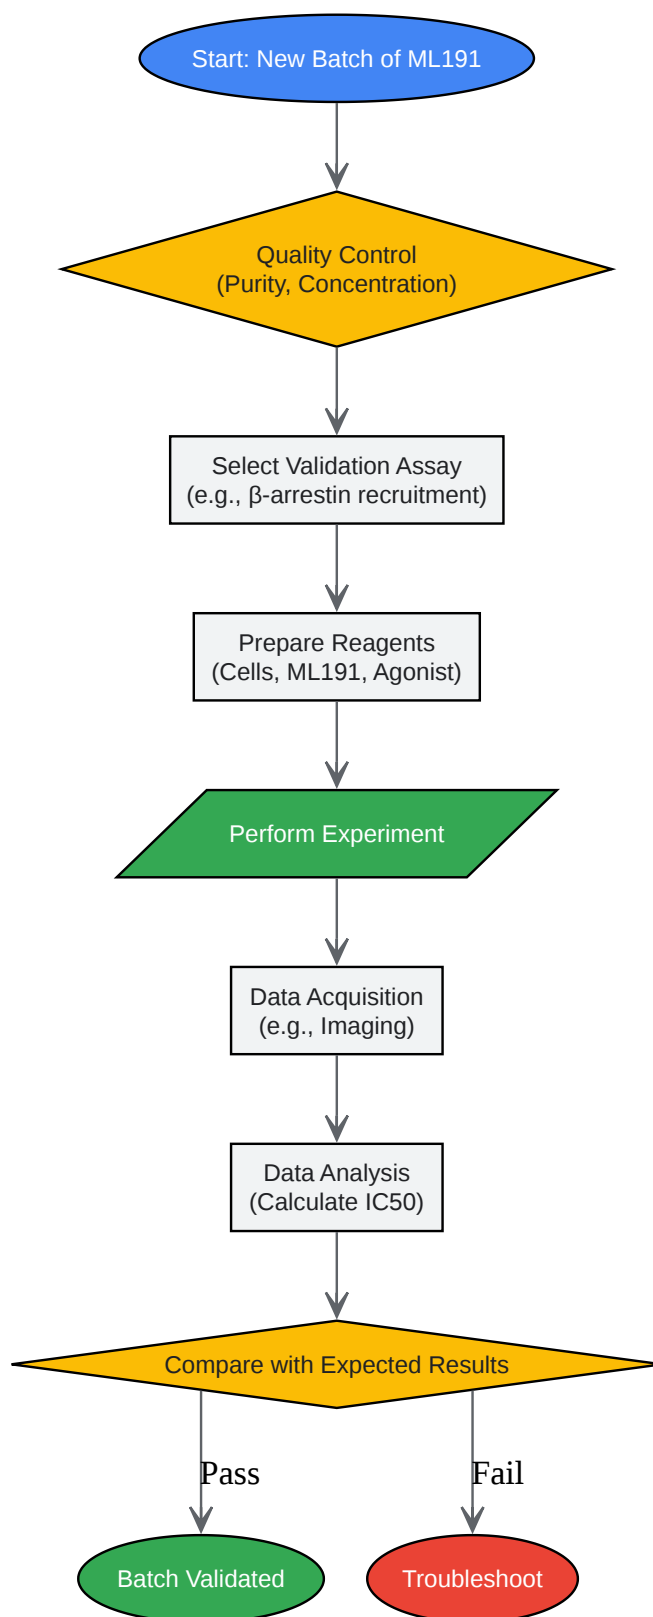 Start: New Batch of ML191
Quality Control
(Purity, Concentration)
Select Validation Assay
(e.g., β-arrestin recruitment)
Prepare Reagents
(Cells, ML191, Agonist)
Perform Experiment
Data Acquisition
(e.g., Imaging)
Data Analysis
(Calculate IC50)
Compare with Expected Results
Pass
Fail
Batch Validated
Troubleshoot